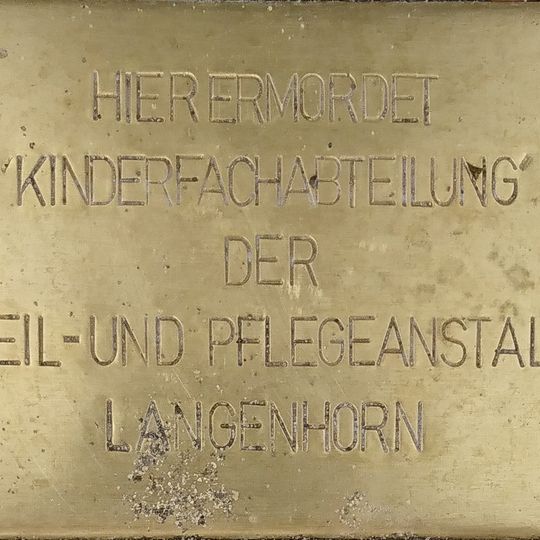 HIER ERMORDET
'KINDERFACHABTEILUNG'
DER
EIL-UND PFLEGEANSTAL
LANGENHORN